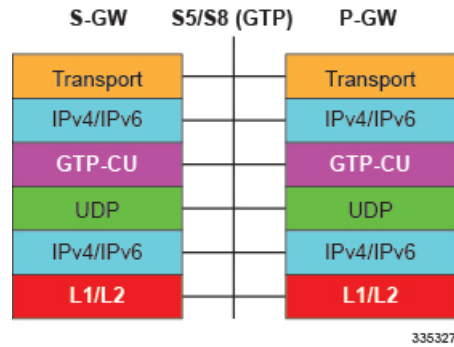 S-GW S5/S8 (GTP) P-GW
Transport Transport
IPv4/IPv6 IPv4/IPv6
GTP-CU GTP-CU
UDP UDP
IPv4/IPv6 IPv4/IPv6
L1/L2 L1/L2
335327